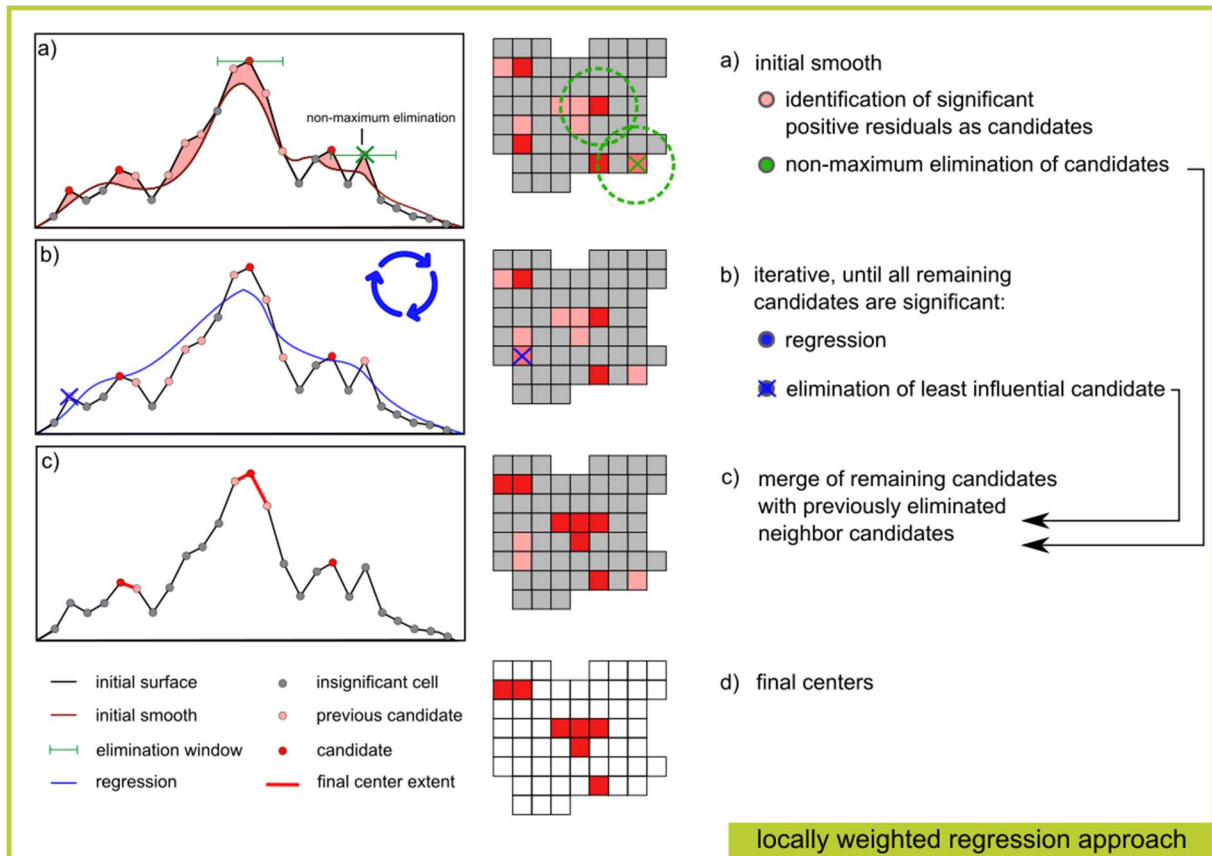 a)
non-maximum elimination
b)
c)
initial surface
initial smooth
elimination window
regression
insignificant cell
previous candidate
candidate
final center extent
a) initial smooth
identification of significant
positive residuals as candidates
non-maximum elimination of candidates
b) iterative, until all remaining
candidates are significant:
regression
elimination of least influential candidate
c) merge of remaining candidates
with previously eliminated
neighbor candidates
d) final centers
locally weighted regression approach